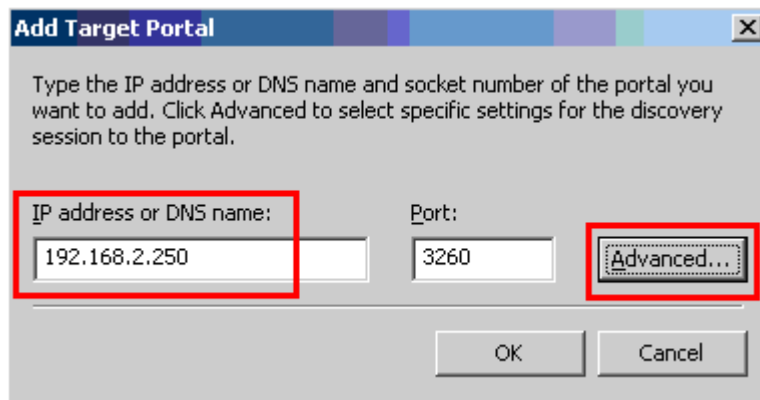 Add Target Portal
Type the IP address or DNS name and socket number of the portal you
want to add. Click Advanced to select specific settings for the discovery
session to the portal.
IP address or DNS name: Port:
192.168.2.250 3260 Advanced...
OK Cancel